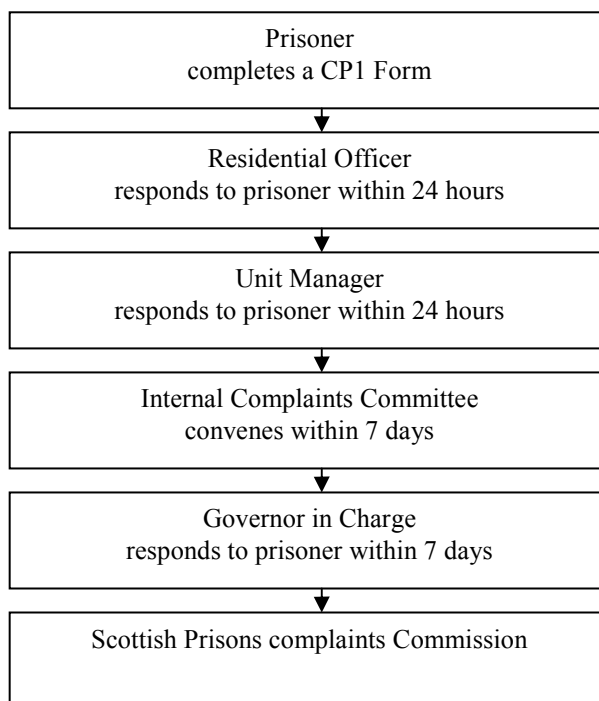 Prisoner
completes a CP1 Form
Residential Officer
responds to prisoner within 24 hours
Unit Manager
responds to prisoner within 24 hours
Internal Complaints Committee
convenes within 7 days
Governor in Charge
responds to prisoner within 7 days
Scottish Prisons complaints Commission